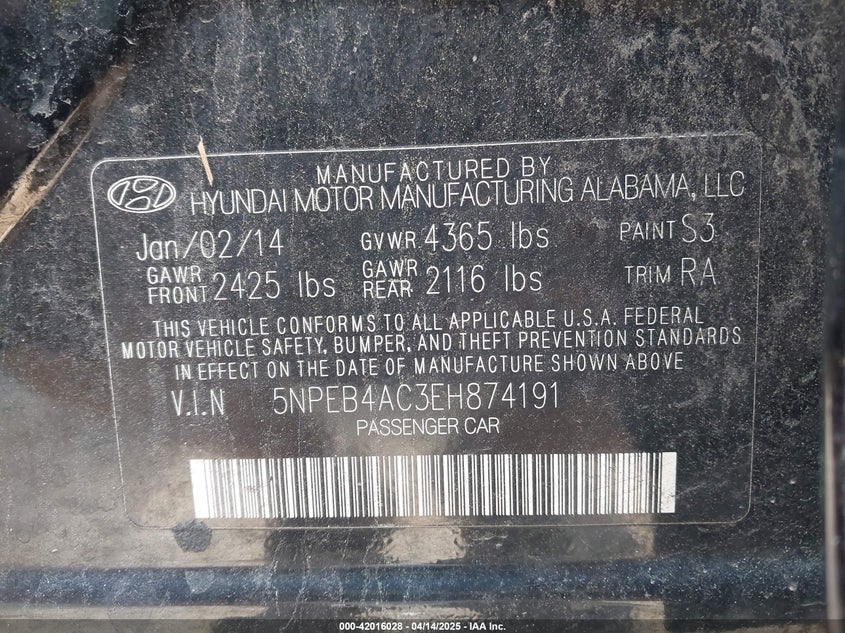 MANUFACTURED BY
HYUNDAI MOTOR MANUFACTURING ALABAMA, LLC
Jan/02/14 GVWR 4365 lbs PAINT S3
GAWR FRONT 2425 lbs GAWR REAR 2116 lbs TRIM RA
THIS VEHICLE CONFORMS TO ALL APPLICABLE U.S.A. FEDERAL
MOTOR VEHICLE SAFETY, BUMPER, AND THEFT PREVENTION STANDARDS
IN EFFECT ON THE DATE OF MANUFACTURE SHOWN ABOVE
V.I.N 5NPEB4AC3EH874191
PASSENGER CAR
000-42016028 - 04/14/2025 - IAA Inc.